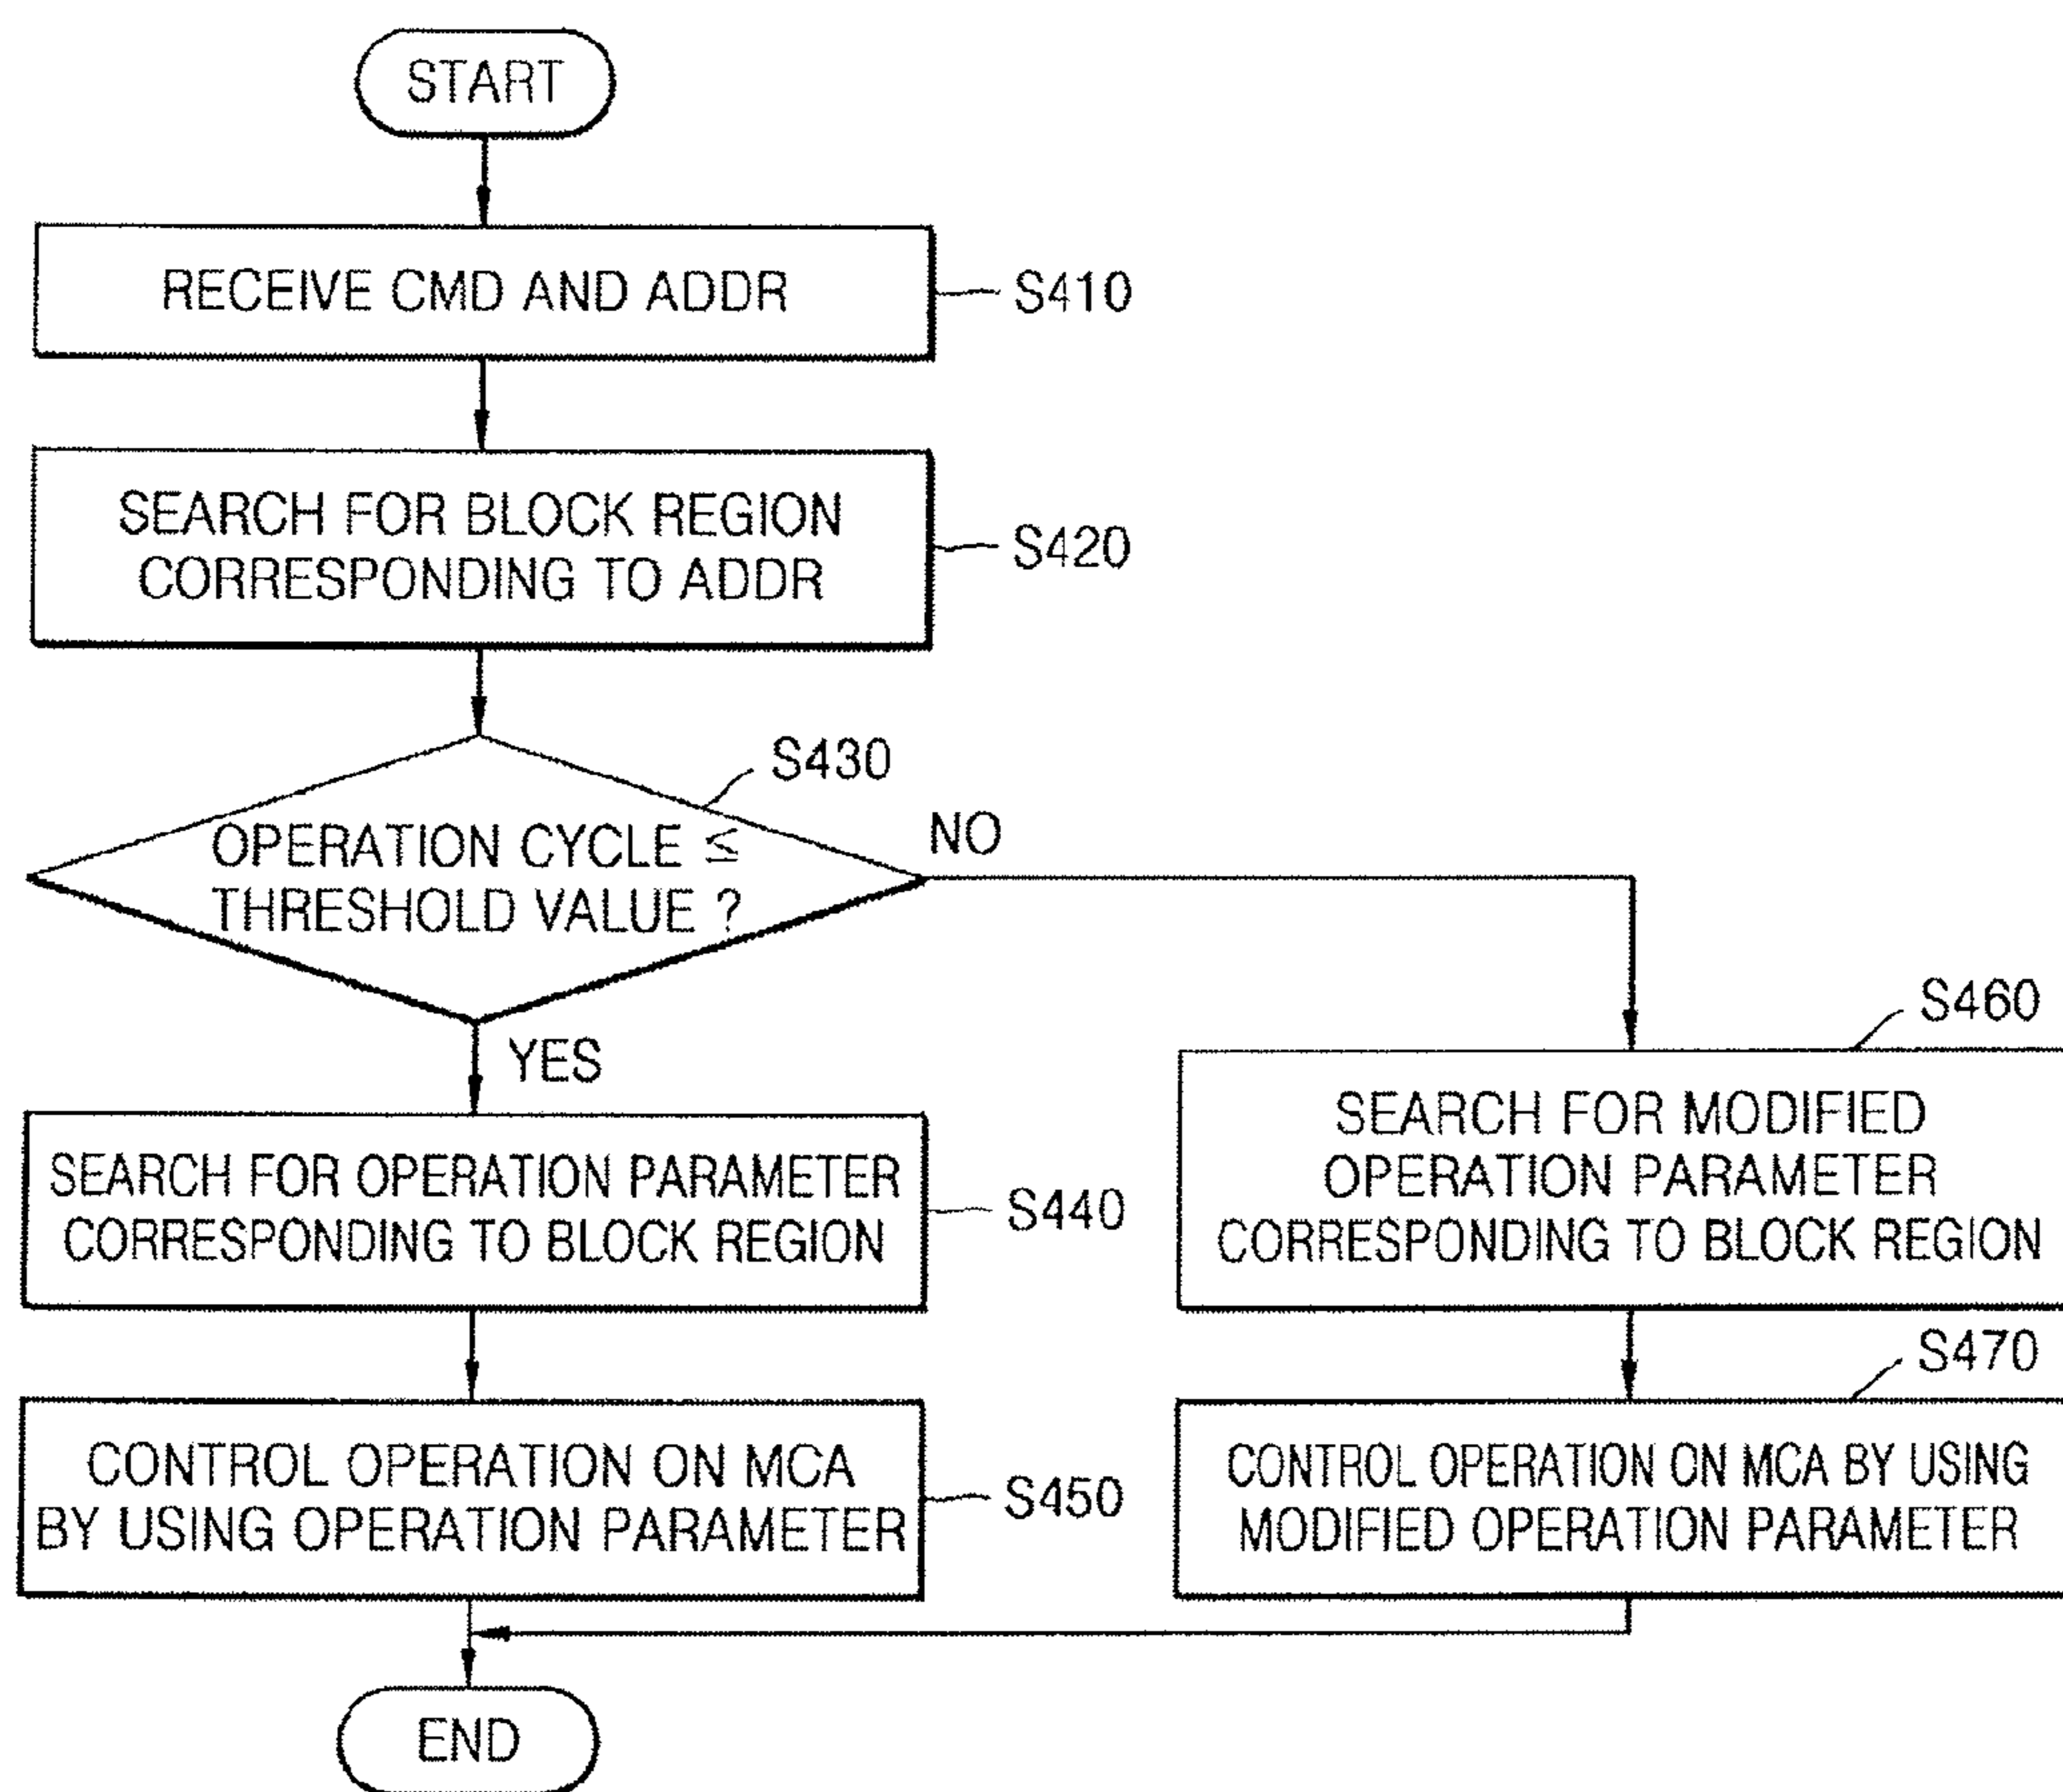 START
RECEIVE CMD AND ADDR
S410
SEARCH FOR BLOCK REGION
CORRESPONDING TO ADDR
S420
S430
OPERATION CYCLE ≤
THRESHOLD VALUE ?
NO
YES
SEARCH FOR OPERATION PARAMETER
CORRESPONDING TO BLOCK REGION
S440
CONTROL OPERATION ON MCA
BY USING OPERATION PARAMETER
S450
S460
SEARCH FOR MODIFIED
OPERATION PARAMETER
CORRESPONDING TO BLOCK REGION
S470
CONTROL OPERATION ON MCA BY USING
MODIFIED OPERATION PARAMETER
END